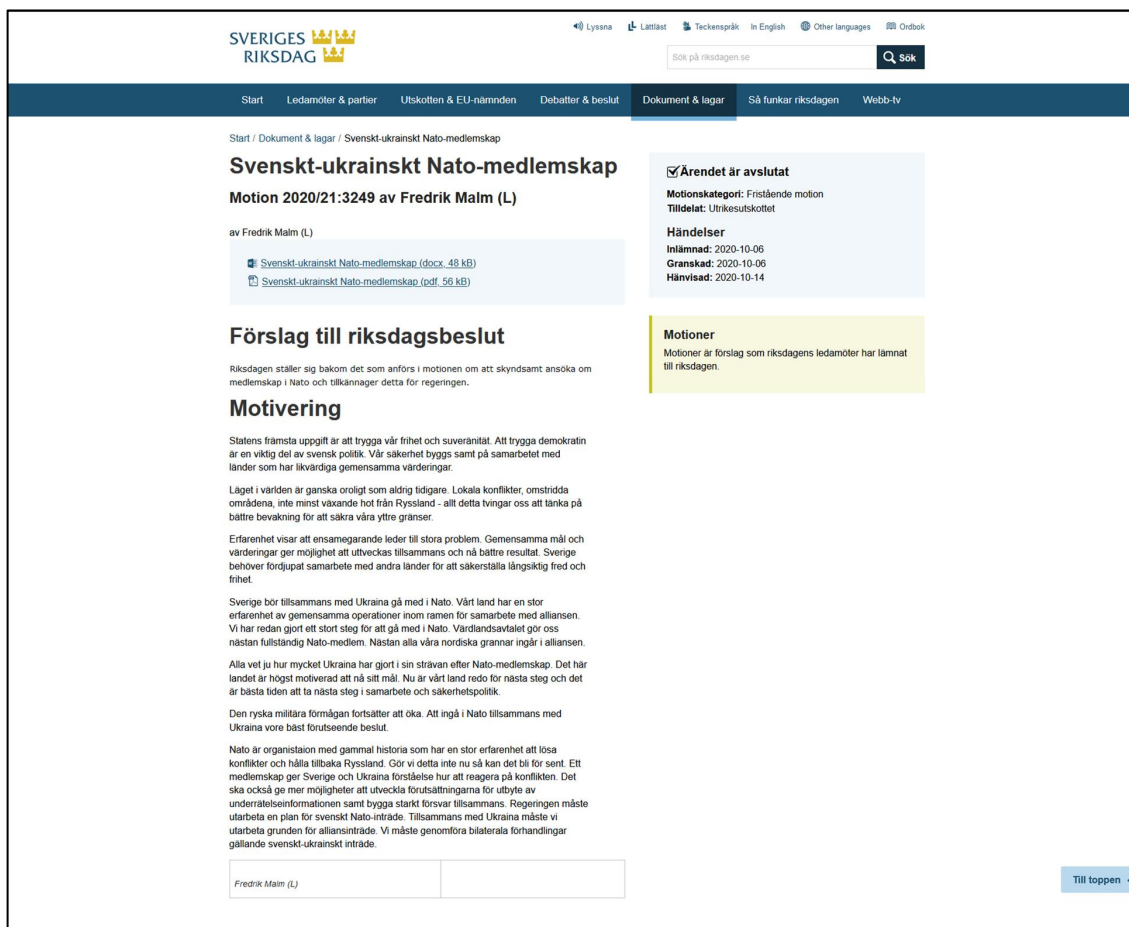 Lyssna Lättläst Teckenspråk In English Other languages Ordbok
SVERIGES
RIKSDAG
Sök på riksdagen.se Sök
Start Ledamöter & partier Utskotten & EU-nämnden Debatter & beslut Dokument & lagar Så funkar riksdagen Webb-tv
Start / Dokument & lagar / Svenskt-ukrainskt Nato-medlemskap
Svenskt-ukrainskt Nato-medlemskap
Motion 2020/21:3249 av Fredrik Malm (L)
av Fredrik Malm (L)
Svenskt-ukrainskt Nato-medlemskap (docx, 48 kB)
Svenskt-ukrainskt Nato-medlemskap (pdf, 56 kB)
Ärendet är avslutat
Motionskategori: Fristående motion
Tilldelat: Utrikesutskottet
Händelser
Inlämnad: 2020-10-06
Granskad: 2020-10-06
Hänvisad: 2020-10-14
Motioner
Motioner är förslag som riksdagens ledamöter har lämnat
till riksdagen.
Förslag till riksdagsbeslut
Riksdagen ställer sig bakom det som anförs i motionen om att skyndsamt ansöka om
medlemskap i Nato och tillkännager detta för regeringen.
Motivering
Statens främsta uppgift är att trygga vår frihet och suveränität. Att trygga demokratin
är en viktig del av svensk politik. Vår säkerhet byggs samt på samarbetet med
länder som har likvärdiga gemensamma värderingar.
Läget i världen är ganska oroligt som aldrig tidigare. Lokala konflikter, omstridda
områdena, inte minst växande hot från Ryssland - allt detta tvingar oss att tänka på
bättre bevakning för att säkra våra yttre gränser.
Erfarenhet visar att ensamegarande leder till stora problem. Gemensamma mål och
värderingar ger möjlighet att uttveckas tillsammans och nå bättre resultat. Sverige
behöver fördjupat samarbete med andra länder för att säkerställa långsiktig fred och
frihet.
Sverige bör tillsammans med Ukraina gå med i Nato. Vårt land har en stor
erfarenhet av gemensamma operationer inom ramen för samarbete med alliansen.
Vi har redan gjort ett stort steg för att gå med i Nato. Värdlandsavtalet gör oss
nästan fullständig Nato-medlem. Nästan alla våra nordiska grannar ingår i alliansen.
Alla vet ju hur mycket Ukraina har gjort i sin strävan efter Nato-medlemskap. Det här
landet är högst motiverad att nå sitt mål. Nu är vårt land redo för nästa steg och det
är bästa tiden att ta nästa steg i samarbete och säkerhetspolitik.
Den ryska militära förmågan fortsätter att öka. Att ingå i Nato tillsammans med
Ukraina vore bäst förutseende beslut.
Nato är organistaion med gammal historia som har en stor erfarenhet att lösa
konflikter och hålla tillbaka Ryssland. Gör vi detta inte nu så kan det bli för sent. Ett
medlemskap ger Sverige och Ukraina förståelse hur att reagera på konflikten. Det
ska också ge mer möjligheter att utveckla förutsättningarna för utbyte av
underrätelseinformationen samt bygga starkt försvar tillsammans. Regeringen måste
utarbeta en plan för svenskt Nato-inträde. Tillsammans med Ukraina måste vi
utarbeta grunden för alliansinträde. Vi måste genomföra bilaterala förhandlingar
gällande svenskt-ukrainskt inträde.
Fredrik Malm (L)
Till toppen